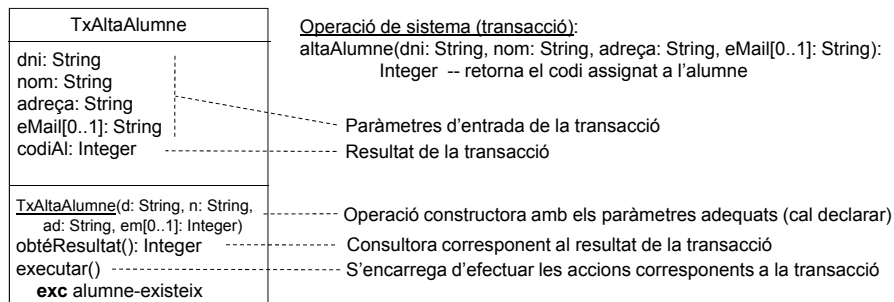 TxAltaAlumne
dni: String
nom: String
adreça: String
eMail[0..1]: String
codiAl: Integer
TxAltaAlumne(d: String, n: String,
ad: String, em[0..1]: Integer)
obtéResultat(): Integer
executar()
exc alumne-existeix
Operació de sistema (transacció):
altaAlumne(dni: String, nom: String, adreça: String, eMail[0..1]: String):
Integer -- retorna el codi assignat a l'alumne
Paràmetres d'entrada de la transacció
Resultat de la transacció
Operació constructora amb els paràmetres adequats (cal declarar)
Consultora corresponent al resultat de la transacció
S'encarrega d'efectuar les accions corresponents a la transacció